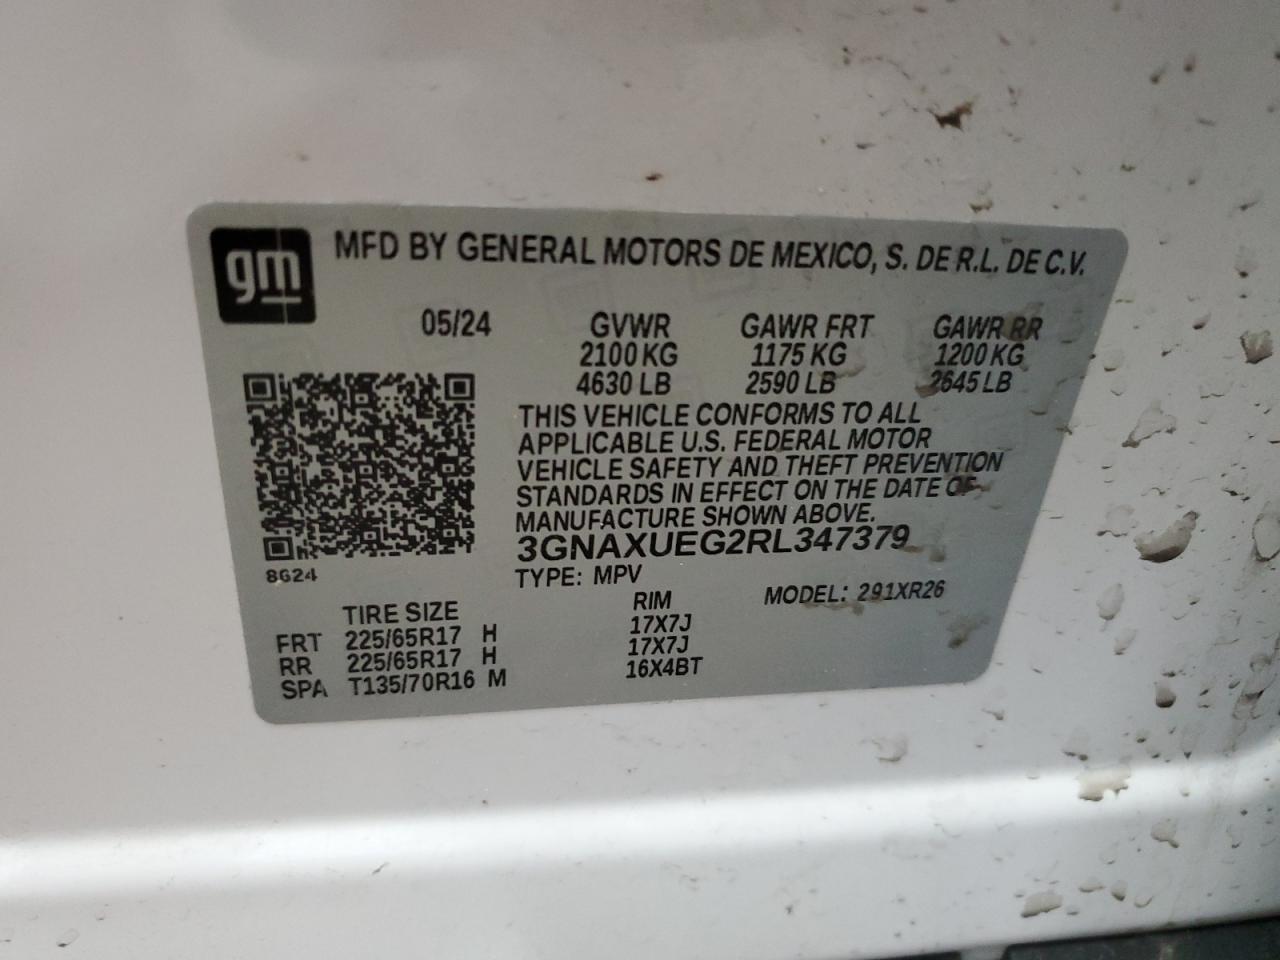 gm MFD BY GENERAL MOTORS DE MEXICO, S. DE R.L. DE C.V.
05/24 GVWR GAWR FRT GAWR RR
2100 KG 1175 KG 1200 KG
4630 LB 2590 LB 2645 LB
THIS VEHICLE CONFORMS TO ALL
APPLICABLE U.S. FEDERAL MOTOR
VEHICLE SAFETY AND THEFT PREVENTION
STANDARDS IN EFFECT ON THE DATE OF
MANUFACTURE SHOWN ABOVE.
3GNAXUEG2RL347379
8G24 TYPE: MPV MODEL: 291XR26
TIRE SIZE RIM
FRT 225/65R17 H 17X7J
RR 225/65R17 H 17X7J
SPA T135/70R16 M 16X4BT